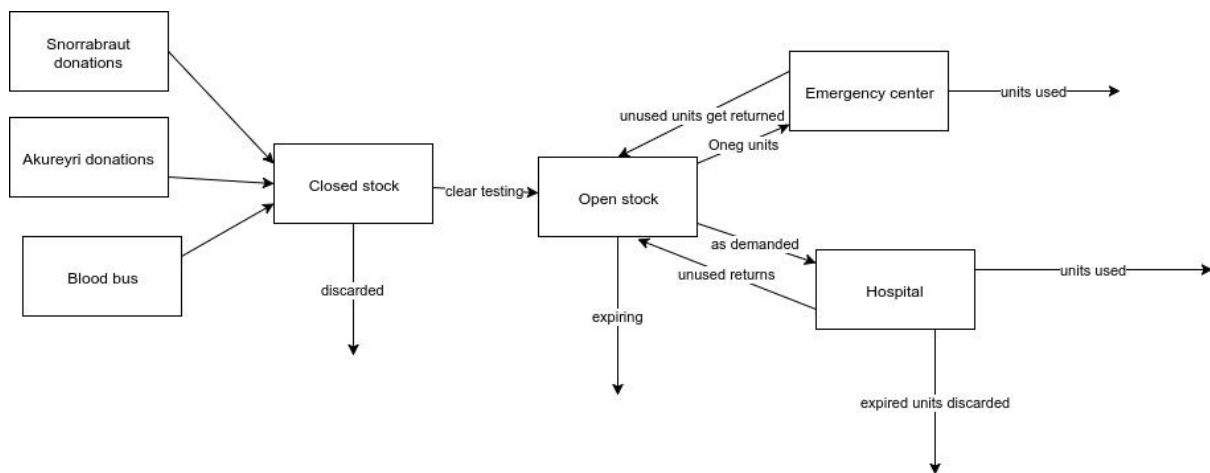 Snorrabraut
donations
Akureyri donations
Blood bus
Closed stock
discarded
clear testing
Open stock
expiring
unused units get returned
Oneg units
Emergency center
units used
as demanded
unused returns
Hospital
units used
expired units discarded